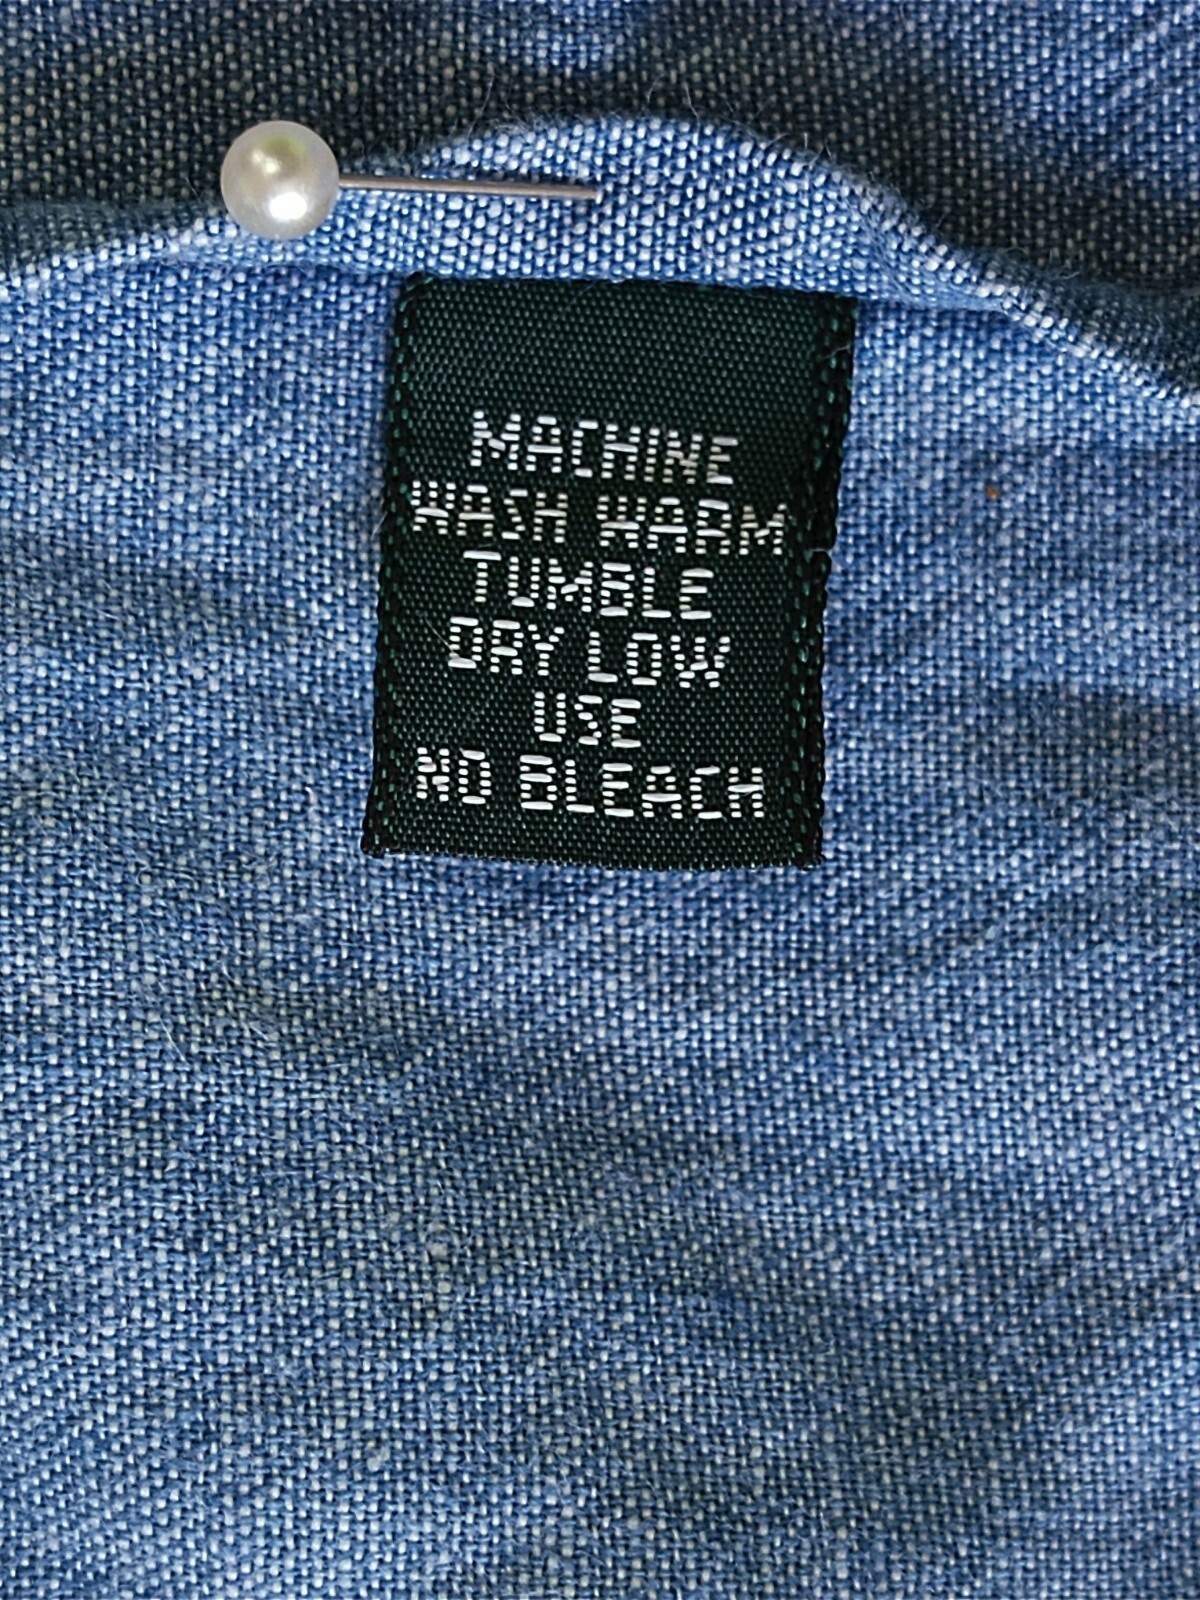 MACHINE
WASH WARM
TUMBLE
DRY LOW
USE
NO BLEACH